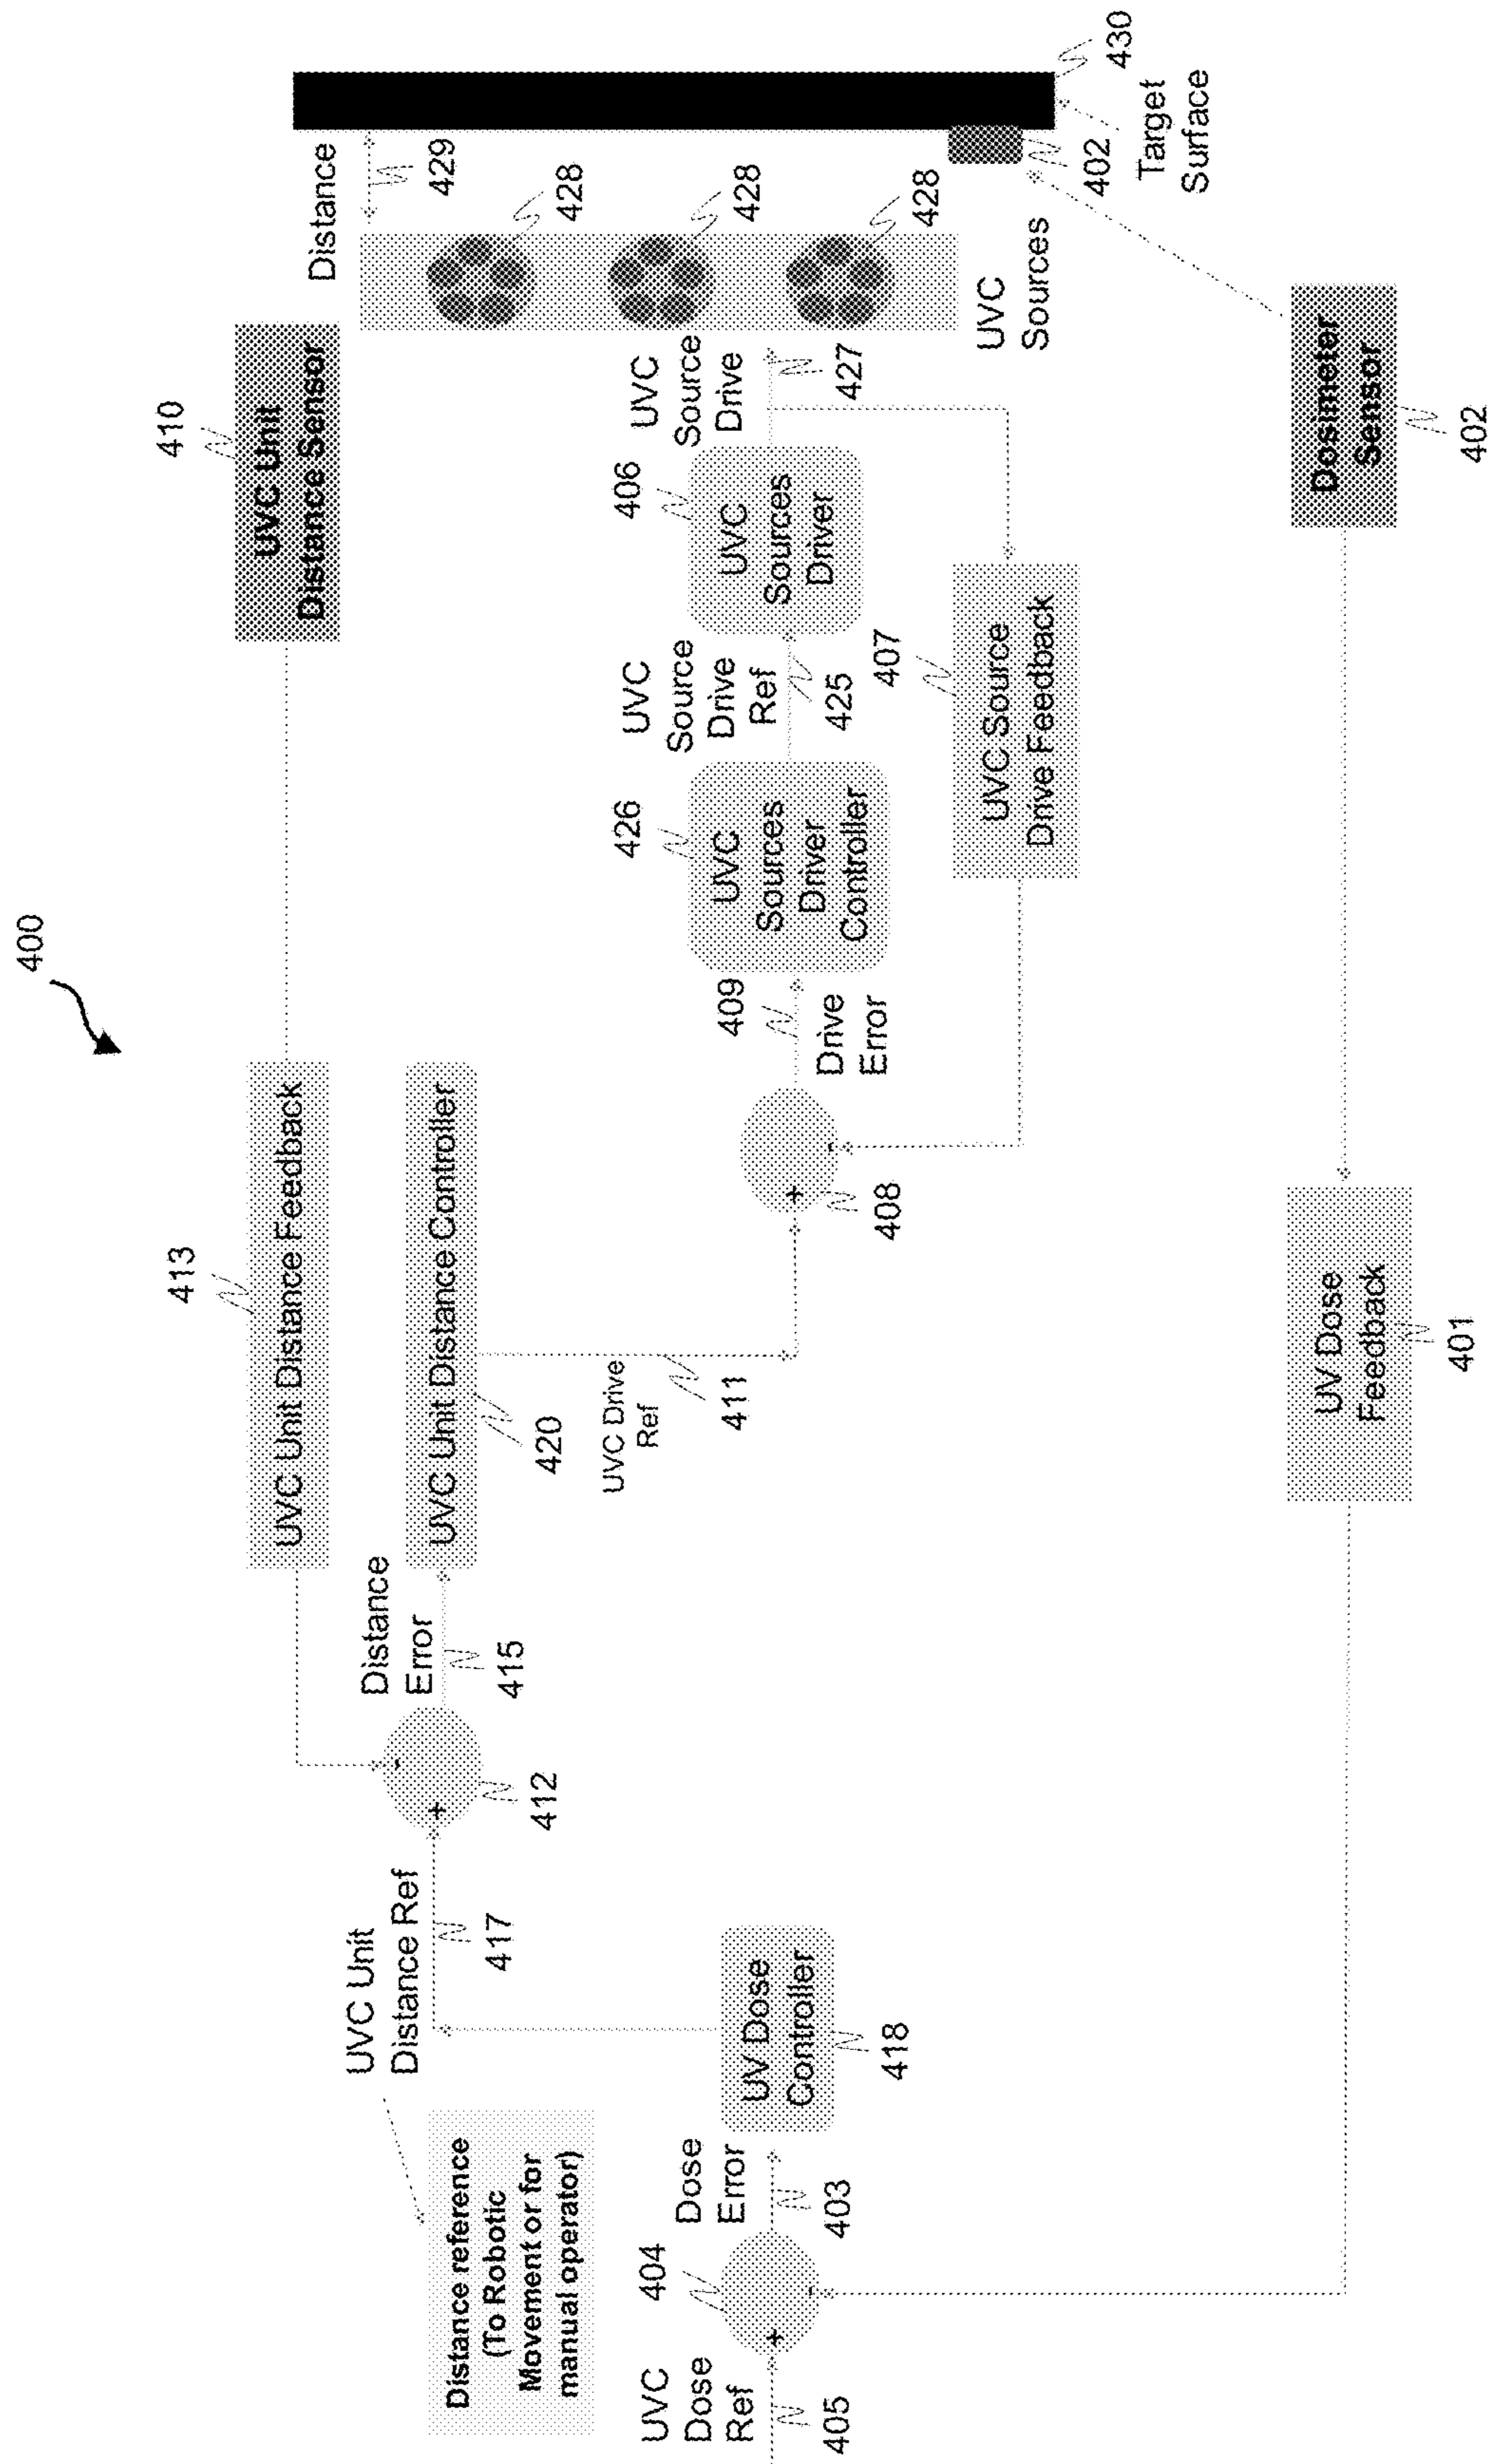 400
413
UVC Unit Distance Feedback
410
UVC Unit
Distance Sensor
UVC Unit
Distance Ref
417
412
Distance
Error
415
UVC Unit Distance Controller
420
UVC Drive
Ref
411
Distance
429
428
428
428
Distance reference
(To Robotic
Movement or for
manual operator)
UVC
Dose
Ref
405
+
-
404
Dose
Error
403
UV Dose
Controller
418
+
-
+
-
408
409
Drive
Error
426
UVC
Sources
Driver
Controller
UVC
Source
Drive
Ref
425
406
UVC
Sources
Driver
UVC
Source
Drive
427
407
UVC Source
Drive Feedback
UVC
Sources
402
Target
Surface
430
UV Dose
Feedback
401
Dosimeter
Sensor
402